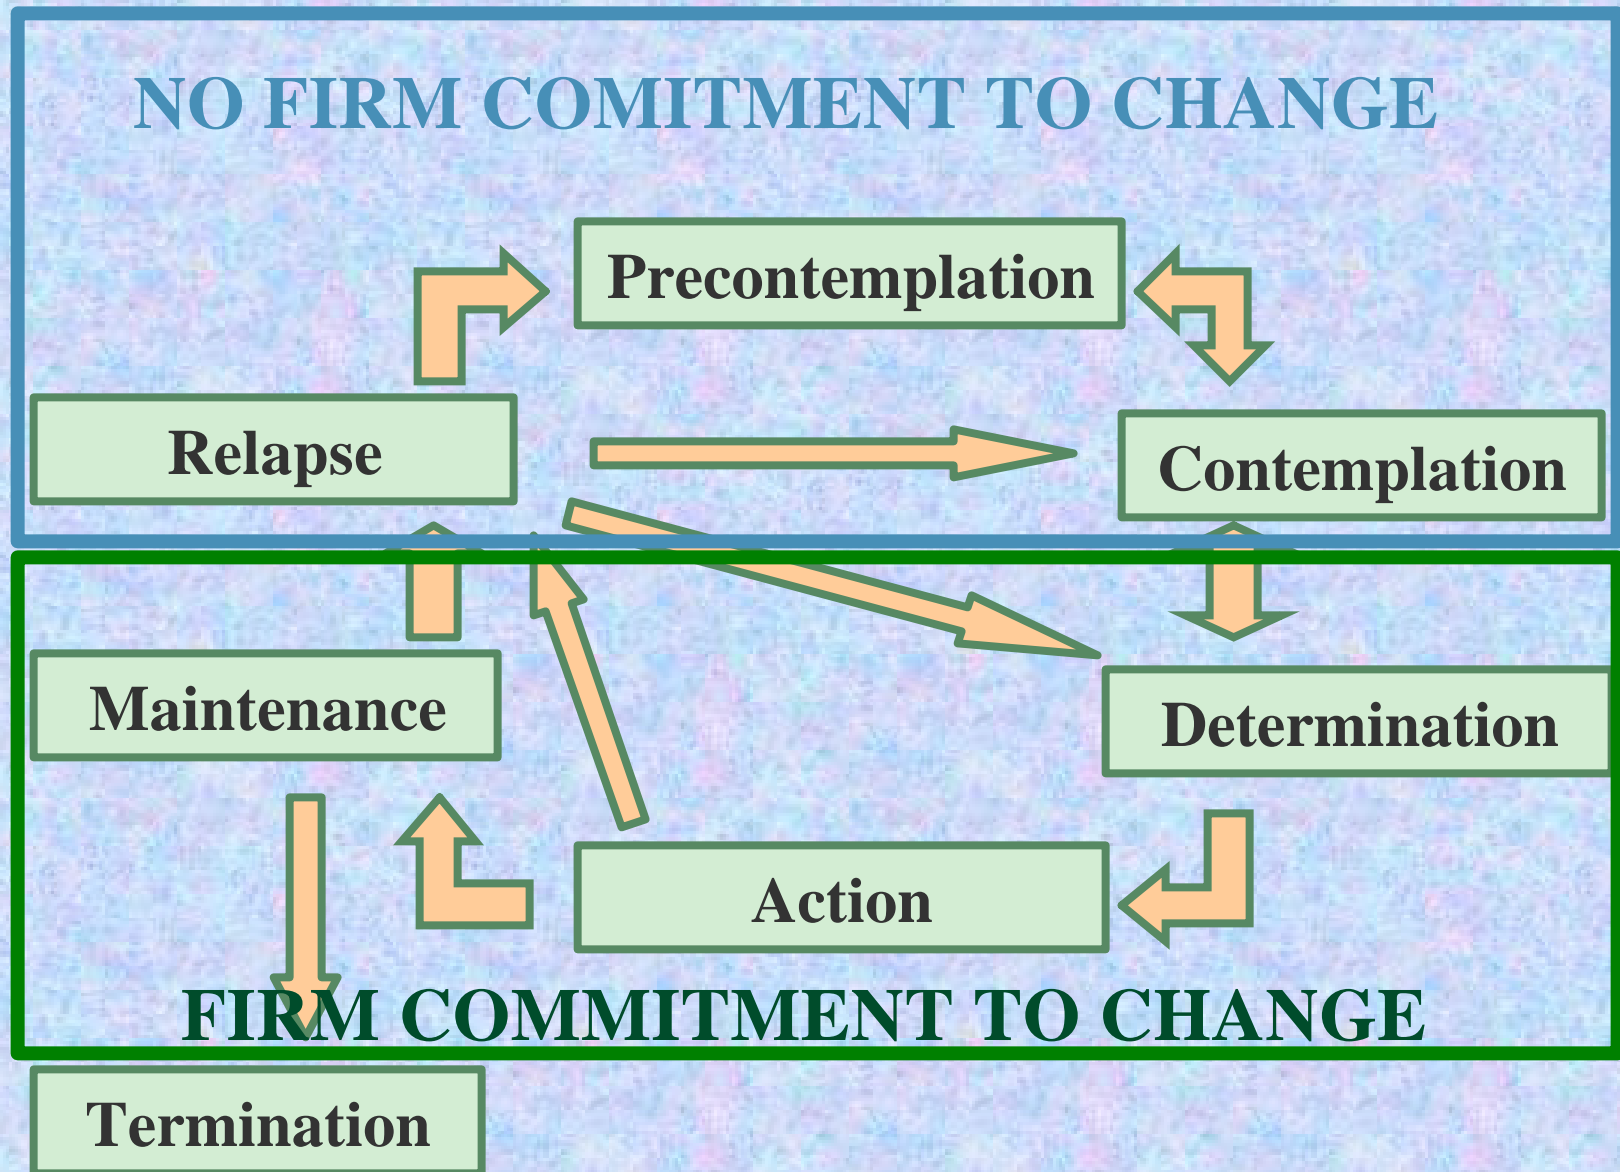 NO FIRM COMITMENT TO CHANGE
Precontemplation
Relapse
Contemplation
Maintenance
Determination
Action
FIRM COMMITMENT TO CHANGE
Termination